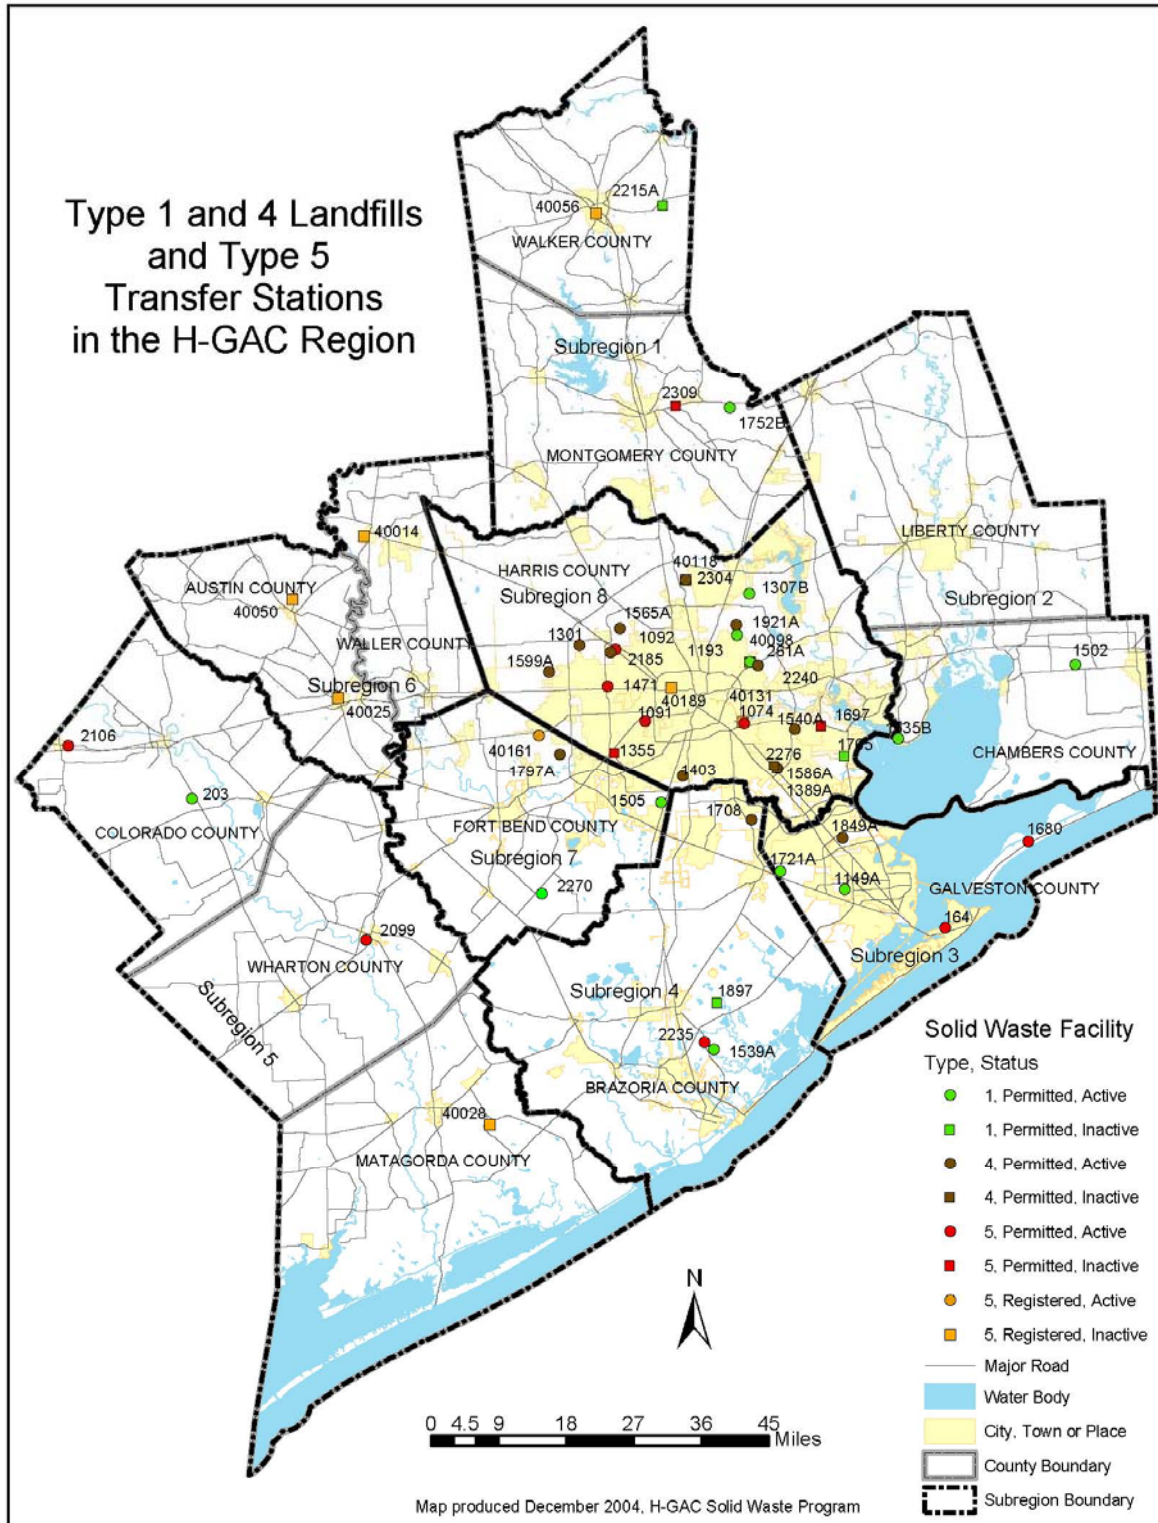 Type 1 and 4 Landfills
and Type 5
Transfer Stations
in the H-GAC Region
2215A
40056
WALKER COUNTY
Subregion 1
2309
1752B
MONTGOMERY COUNTY
LIBERTY COUNTY
Subregion 2
40014
HARRIS COUNTY
Subregion 8
40118
2304
1307B
AUSTIN COUNTY
40050
WALLER COUNTY
Subregion 6
40025
1565A
1301
1092
1599A
2185
1193
1921A
40098
261A
2240
1502
1471
40189
40131
1091
1074
1540A
1697
CHAMBERS COUNTY
2106
40161
1797A
1355
1403
2276
1586A
1389A
203
COLORADO COUNTY
1505
1708
FORT BEND COUNTY
Subregion 7
1849A
1680
1721A
1149A
GALVESTON COUNTY
2270
164
2099
WHARTON COUNTY
Subregion 3
Subregion 5
Subregion 4
1897
2235
1539A
BRAZORIA COUNTY
40028
MATAGORDA COUNTY
Solid Waste Facility
Type, Status
1, Permitted, Active
1, Permitted, Inactive
4, Permitted, Active
4, Permitted, Inactive
5, Permitted, Active
5, Permitted, Inactive
5, Registered, Active
5, Registered, Inactive
Major Road
Water Body
City, Town or Place
County Boundary
Subregion Boundary
N
0 4.5 9 18 27 36 45
Miles
Map produced December 2004, H-GAC Solid Waste Program